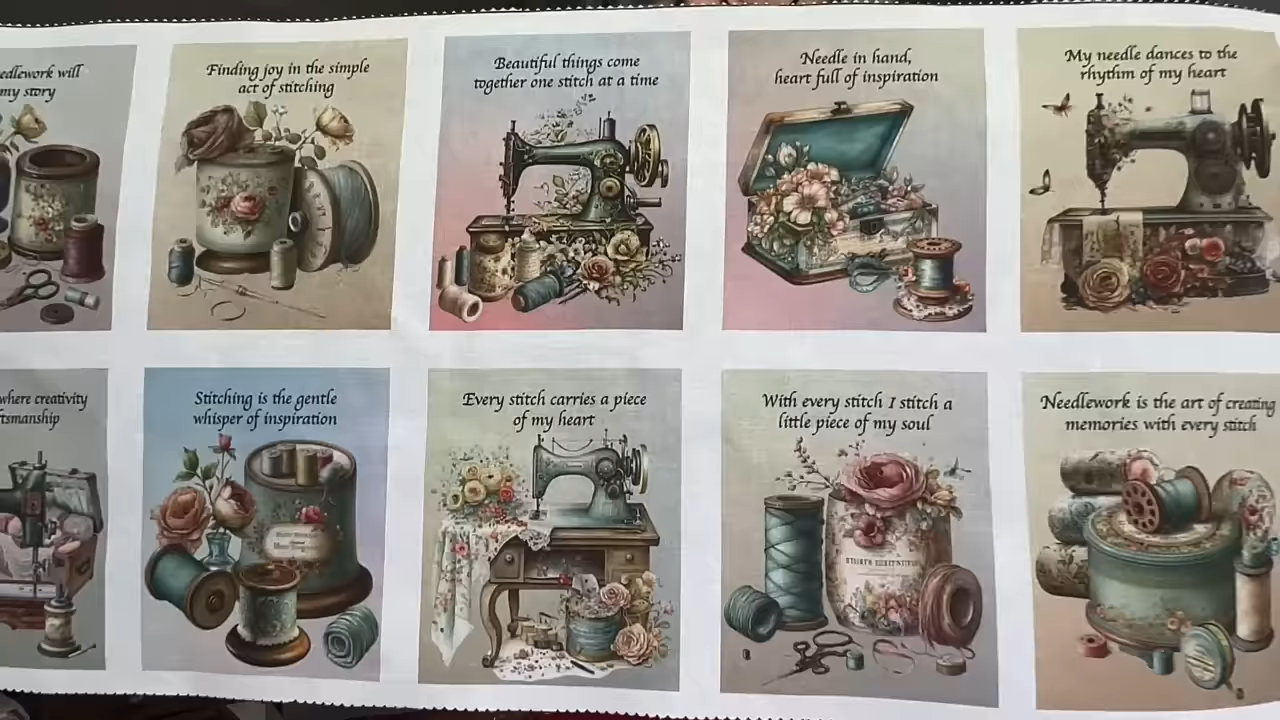 edlework will
my story
Finding joy in the simple
act of stitching
Beautiful things come
together one stitch at a time
Needle in hand,
heart full of inspiration
My needle dances to the
rhythm of my heart
where creativity
ftsmanship
Stitching is the gentle
whisper of inspiration
Every stitch carries a piece
of my heart
With every stitch I stitch a
little piece of my soul
Needlework is the art of creating
memories with every stitch